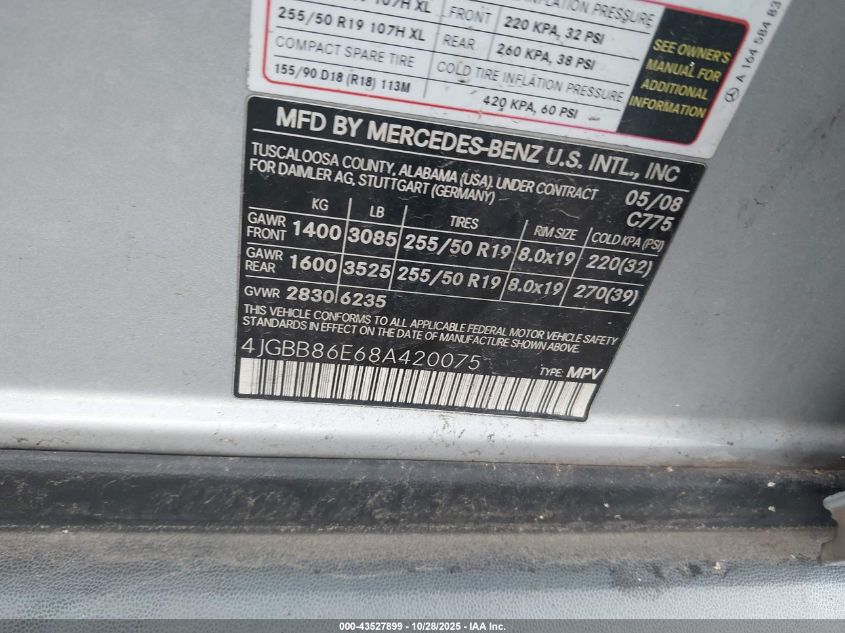 107H XL FRONT 220 KPA, 32 PSI
255/50 R19 107H XL REAR 260 KPA, 38 PSI
COMPACT SPARE TIRE COLD TIRE INFLATION PRESSURE
155/90 D18 (R18) 113M 420 KPA, 60 PSI
INFLATION PRESSURE
SEE OWNER'S
MANUAL FOR
ADDITIONAL
INFORMATION
A 164 584 83
MFD BY MERCEDES-BENZ U.S. INTL., INC
TUSCALOOSA COUNTY, ALABAMA (USA), UNDER CONTRACT 05/08
FOR DAIMLER AG, STUTTGART (GERMANY) C775
KG LB TIRES RIM SIZE COLD KPA (PSI)
GAWR FRONT 1400 3085 255/50 R19 8.0x19 220(32)
GAWR REAR 1600 3525 255/50 R19 8.0x19 270(39)
GVWR 2830 6235
THIS VEHICLE CONFORMS TO ALL APPLICABLE FEDERAL MOTOR VEHICLE SAFETY
STANDARDS IN EFFECT ON THE DATE OF MANUFACTURE SHOWN ABOVE.
4JGBB86E68A420075 TYPE: MPV
000-43527899 • 10/28/2025 • IAA Inc.